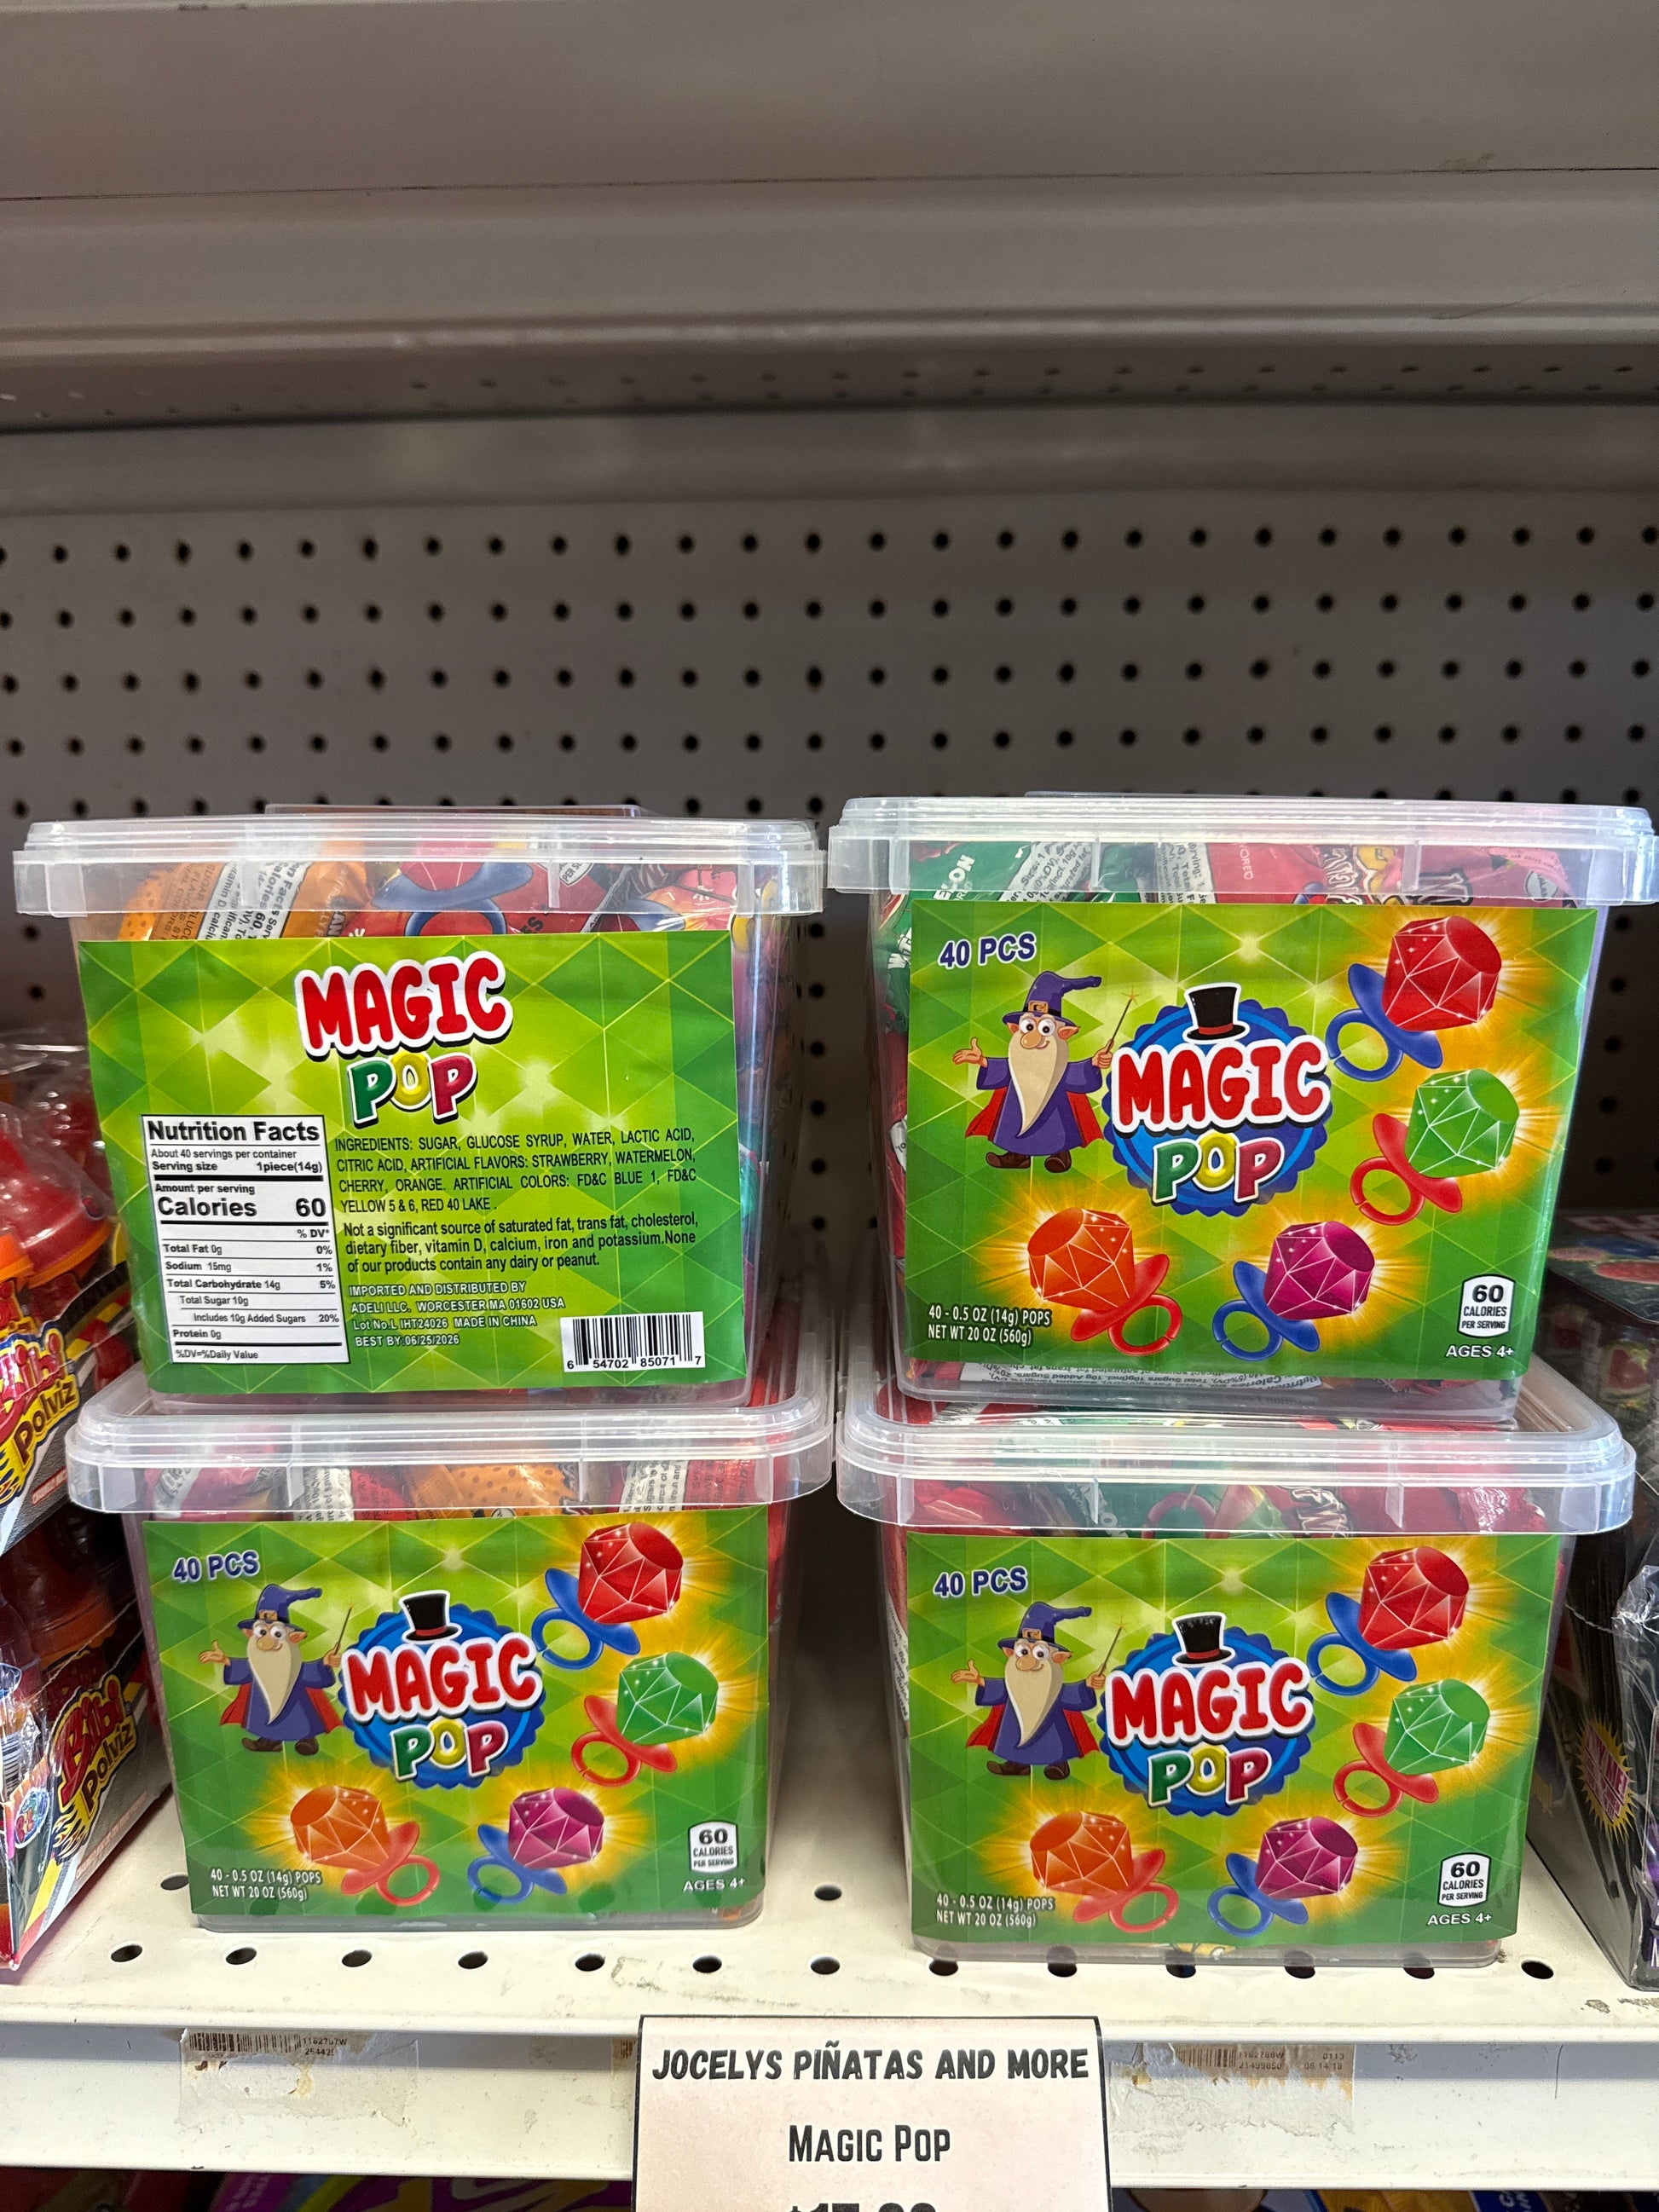 MAGIC
POP
Nutrition Facts
About 40 servings per container
Serving size 1piece(14g)
Amount per serving
Calories 60
% DV*
Total Fat 0g 0%
Sodium 15mg 1%
Total Carbohydrate 14g 5%
Total Sugar 10g
Includes 10g Added Sugars 20%
Protein 0g
%DV=%Daily Value
INGREDIENTS: SUGAR, GLUCOSE SYRUP, WATER, LACTIC ACID,
CITRIC ACID, ARTIFICIAL FLAVORS: STRAWBERRY, WATERMELON,
CHERRY, ORANGE. ARTIFICIAL COLORS: FD&C BLUE 1, FD&C
YELLOW 5 & 6, RED 40 LAKE .
Not a significant source of saturated fat, trans fat, cholesterol,
dietary fiber, vitamin D, calcium, iron and potassium.None
of our products contain any dairy or peanut.
IMPORTED AND DISTRIBUTED BY
ADELI LLC. WORCESTER MA 01602 USA
Lot No:L IHT24026 MADE IN CHINA
BEST BY:06/25/2026
6 54702 85071 7
40 PCS
MAGIC
POP
40 - 0.5 OZ (14g) POPS
NET WT 20 OZ (560g)
60
CALORIES
PER SERVING
AGES 4+
40 PCS
MAGIC
POP
40 - 0.5 OZ (14g) POPS
NET WT 20 OZ (560g)
60
CALORIES
PER SERVING
AGES 4+
40 PCS
MAGIC
POP
40 - 0.5 OZ (14g) POPS
NET WT 20 OZ (560g)
60
CALORIES
PER SERVING
AGES 4+
Polviz
Bibi
Polviz
JOCELYS PIÑATAS AND MORE
MAGIC POP